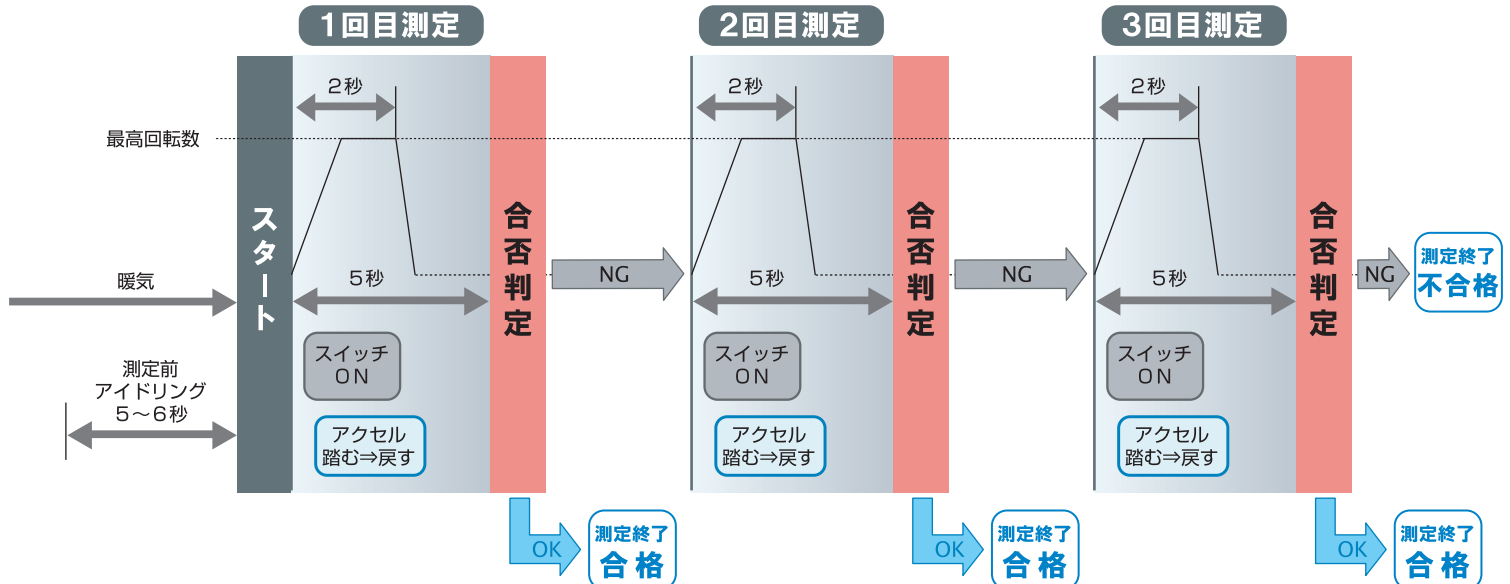 1回目測定
2回目測定
3回目測定
2秒
2秒
2秒
最高回転数
スタート
合否判定
合否判定
合否判定
暖気
5秒
NG
5秒
NG
5秒
NG
測定終了
不合格
測定前
アイドリング
5〜6秒
スイッチ
ON
スイッチ
ON
スイッチ
ON
アクセル
踏む⇒戻す
アクセル
踏む⇒戻す
アクセル
踏む⇒戻す
OK
測定終了
合格
OK
測定終了
合格
OK
測定終了
合格